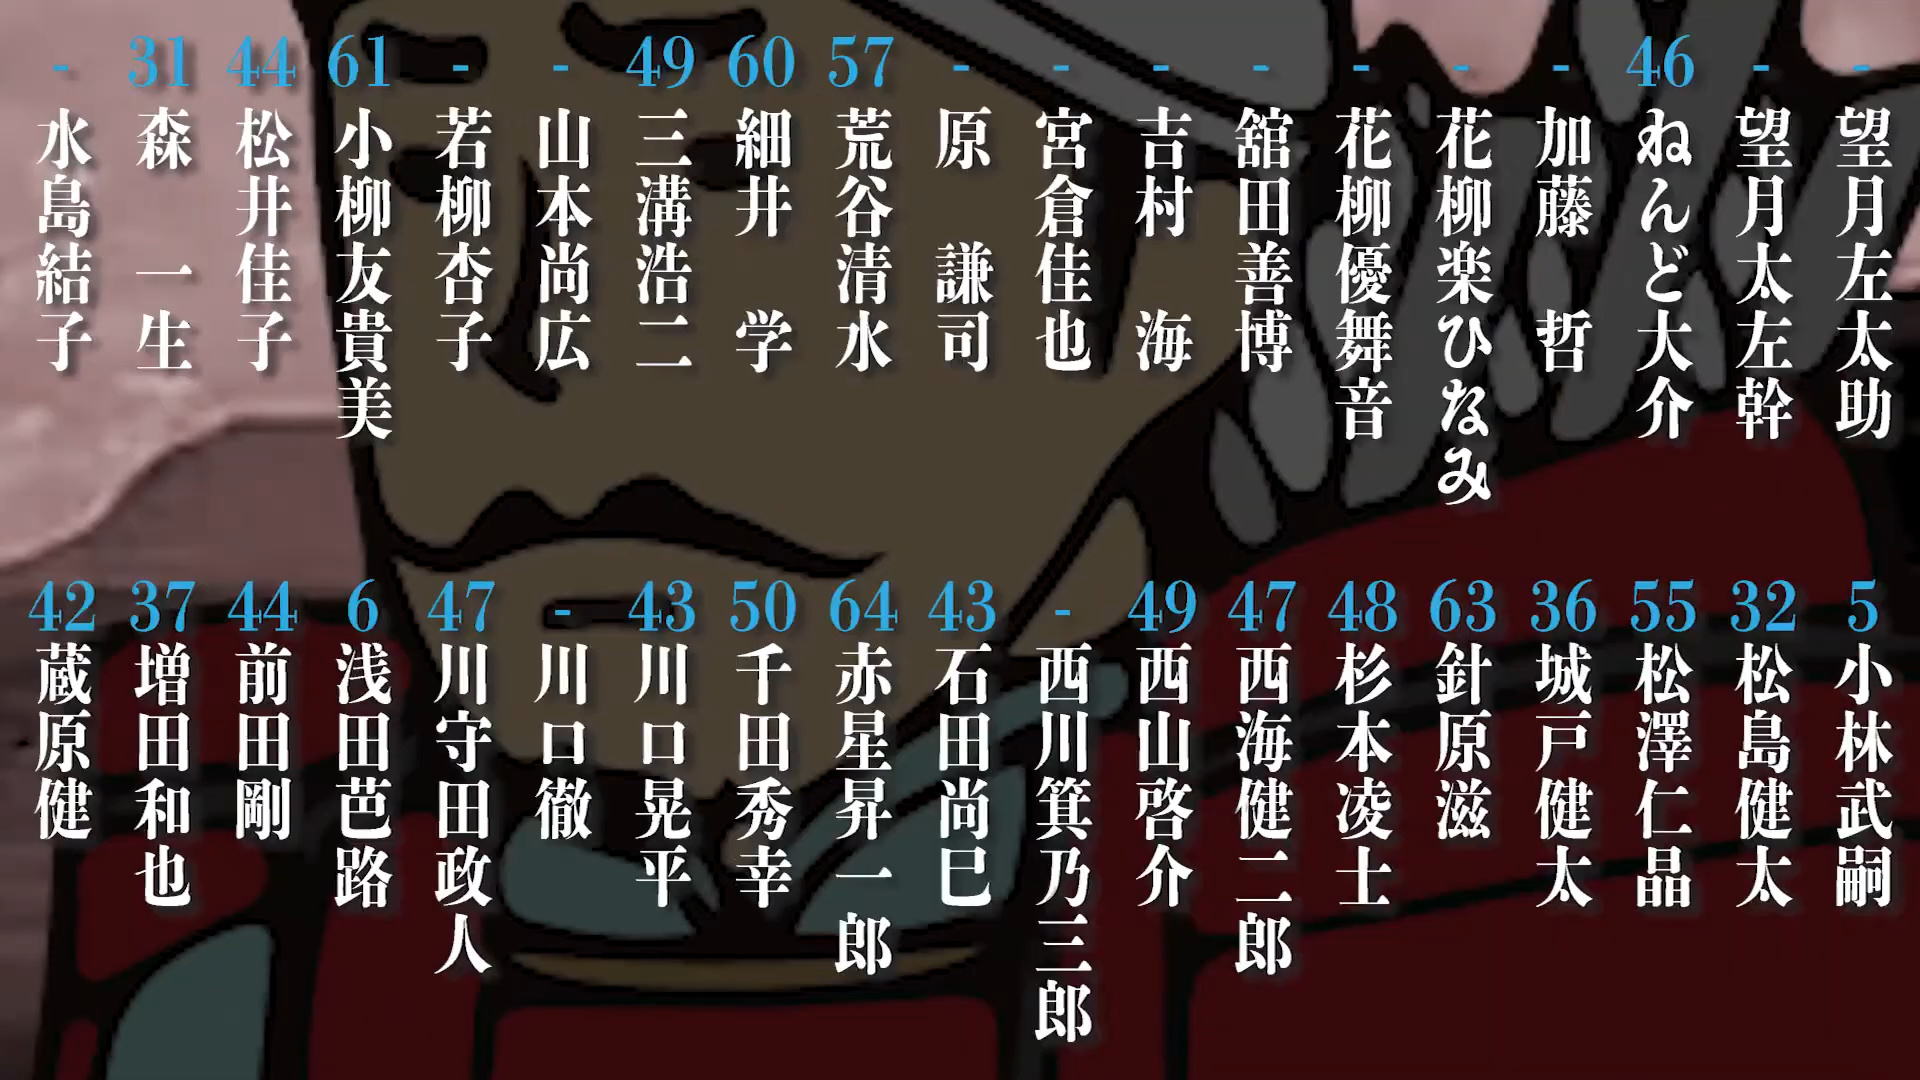 - 望月左太助
- 望月太左幹
46 ねんど大介
- 加藤 哲
- 花柳楽ひなみ
- 花柳優舞音
- 舘田善博
- 吉村 海
- 宮倉佳也
- 原 謙司
57 荒谷清水
60 細井 学
49 三溝浩二
- 山本尚広
- 若柳杏子
61 小柳友貴美
44 松井佳子
31 森 一生
- 水島結子
5 小林武嗣
32 松島健太
55 松澤仁晶
36 城戸健太
63 針原滋
48 杉本凌士
47 西海健二郎
49 西山啓介
- 西川箕乃三郎
43 石田尚巳
64 赤星昇一郎
50 千田秀幸
43 川口晃平
- 川口徹
47 川守田政人
6 浅田芭路
44 前田剛
37 増田和也
42 蔵原健